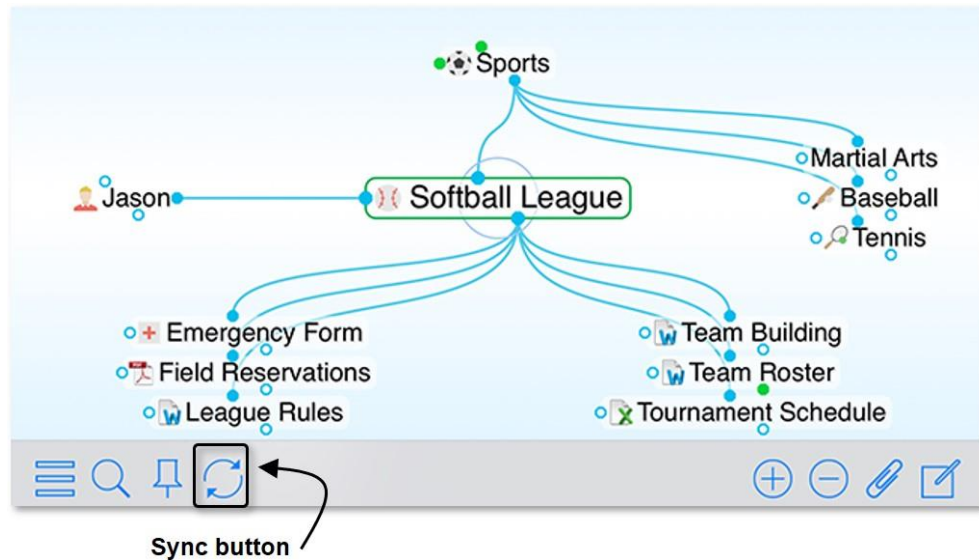 Sports
Martial Arts
Jason
Softball League
Baseball
Tennis
Emergency Form
Team Building
Field Reservations
Team Roster
League Rules
Tournament Schedule
Sync button